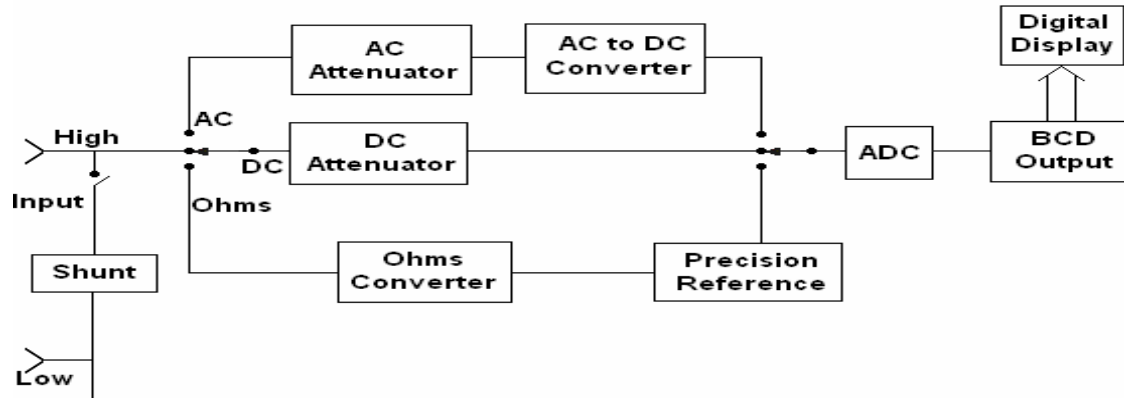 Digital
Display
AC
Attenuator
AC to DC
Converter
AC
High
DC
DC
Attenuator
ADC
BCD
Output
Input
Ohms
Shunt
Ohms
Converter
Precision
Reference
Low